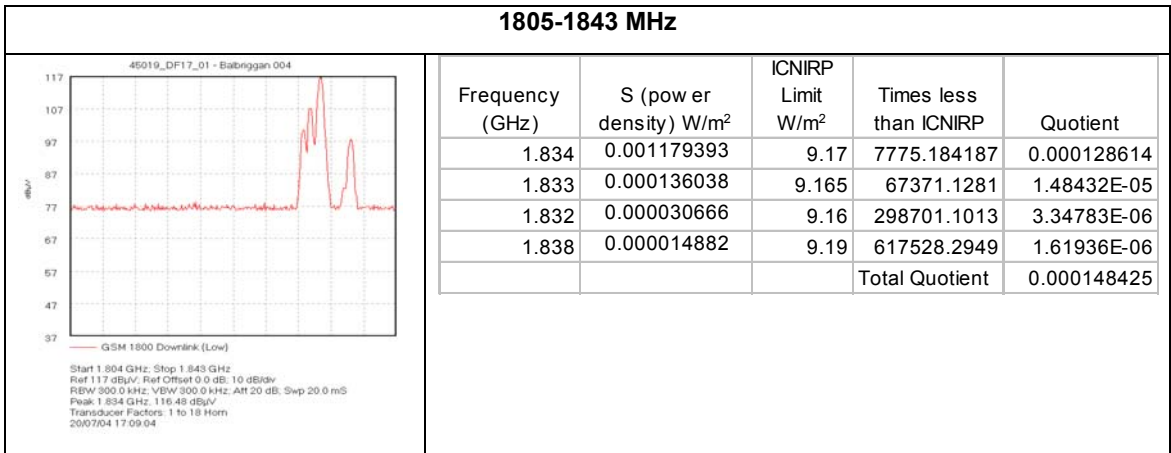 1805-1843 MHz
45019_DF17_01 - Balbriggan 004
117
107
97
87
77
67
57
47
37
dBµV
GSM 1800 Downlink (Low)
Start 1.804 GHz; Stop 1.843 GHz
Ref 117 dBµV; Ref Offset 0.0 dB; 10 dB/div
RBW 300.0 kHz; VBW 300.0 kHz; Att 20 dB; Swp 20.0 mS
Peak 1.834 GHz, 116.48 dBµV
Transducer Factors: 1 to 18 Horn
20/07/04 17:09:04
Frequency (GHz) S (pow er density) W/m² ICNIRP Limit W/m² Times less than ICNIRP Quotient
1.834 0.001179393 9.17 7775.184187 0.000128614
1.833 0.000136038 9.165 67371.1281 1.48432E-05
1.832 0.000030666 9.16 298701.1013 3.34783E-06
1.838 0.000014882 9.19 617528.2949 1.61936E-06
Total Quotient 0.000148425